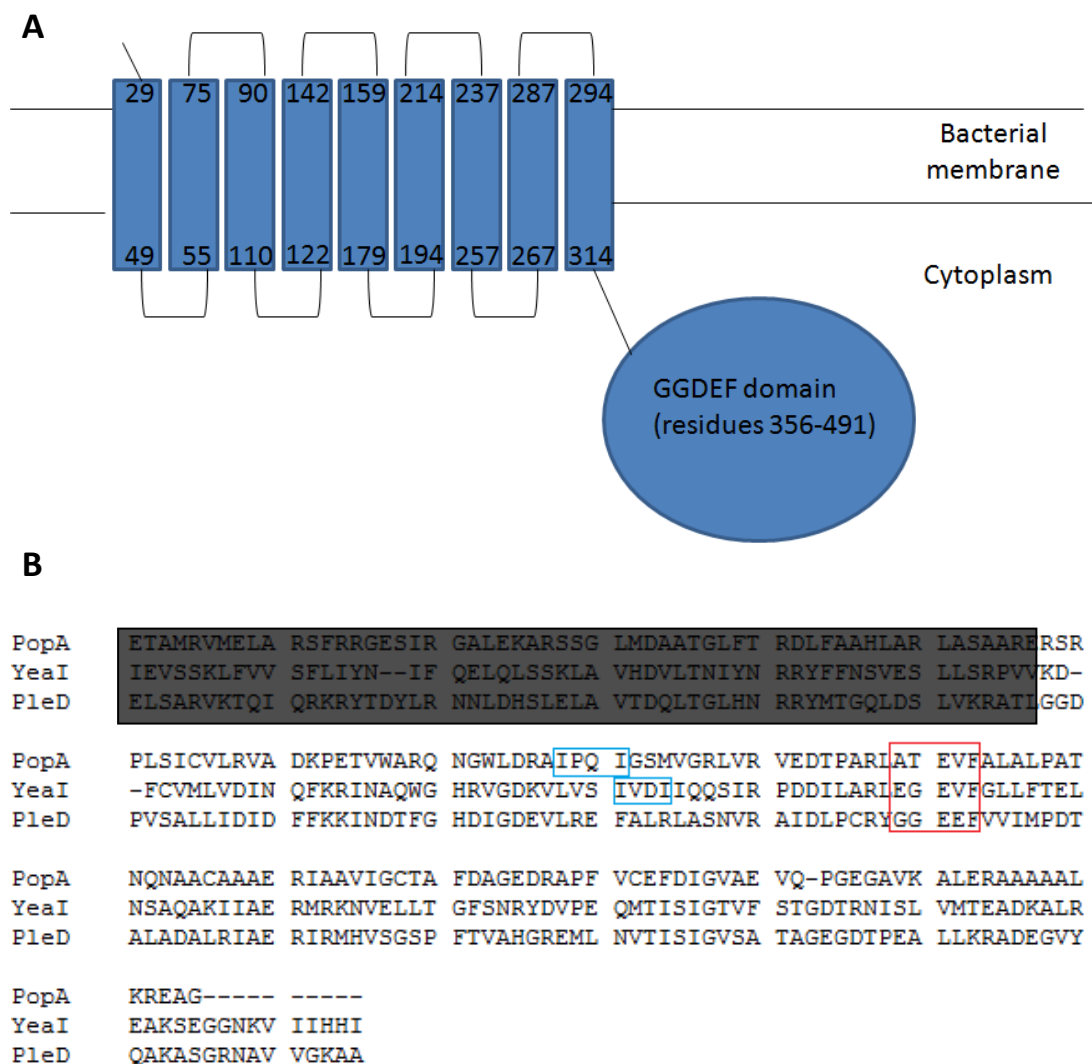 A
29 75 90 142 159 214 237 287 294
Bacterial
membrane
49 55 110 122 179 194 257 267 314
Cytoplasm
GGDEF domain
(residues 356-491)
B
PopA ETAMRVMELA RSFRRGESIR GALEKARSSG LMDAATGLFT RDLFAAHLAR LASAARERSR
YeaI IEVSSKLFVV SFLIYN--IF QELQLSSKLA VHDVLTNIYN RRYFFNSVES LLSRPVVKD-
PleD ELSARVKTQI QRKRYTDYLR NNLDHSLELA VTDQLTGLHN RRYMTGQLDS LVKRATLGGD
PopA PLSICVLRVA DKPETVWARQ NGWLDRAIPQ IGSMVGRLVR VEDTPARLAT EVFALALPAT
YeaI -FCVMLVDIN QFKRINAQWG HRVGDKVLVS IVDIIQQSIR PDDILARLEG EVFGLLFTEL
PleD PVSALLIDID FFKKINDTFG HDIGDEVLRE FALRLASNVR AIDLPCRYGG EEFVVIMPDT
PopA NQNAACAAAE RIAAVIGCTA FDAGEDRAPF VCEFDIGVAE VQ-PGEGAVK ALERAAAAAL
YeaI NSAQAKIIAE RMRKNVELLT GFSNRYDVPE QMTISIGTVF STGDTRNISL VMTEADKALR
PleD ALADALRIAE RIRMHVSGSP FTVAHGREML NVTISIGVSA TAGEGDTPEA LLKRADEGVY
PopA KREAG----- -----
YeaI EAKSEGGNKV IIHHI
PleD QAKASGRNAV VGKAA